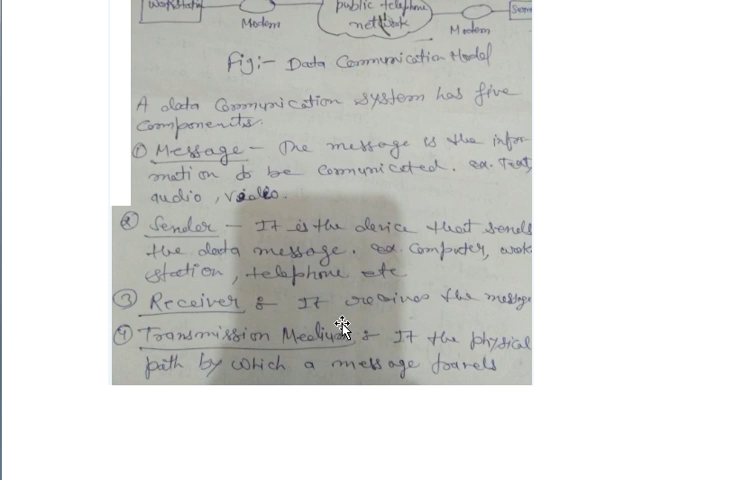 Workstation
public telephone
network
Modem
Modem
Fig:- Data Communication Model
A data Communication system has five
Components.
① Message - The message is the infor-
mation to be communicated. ex. Text,
audio, video.
② Sender - It is the device that sends
the data message. ex. Computer, work-
station, telephone etc
③ Receiver : It receives the message
④ Transmission Medium : It the physical
path by which a message travels